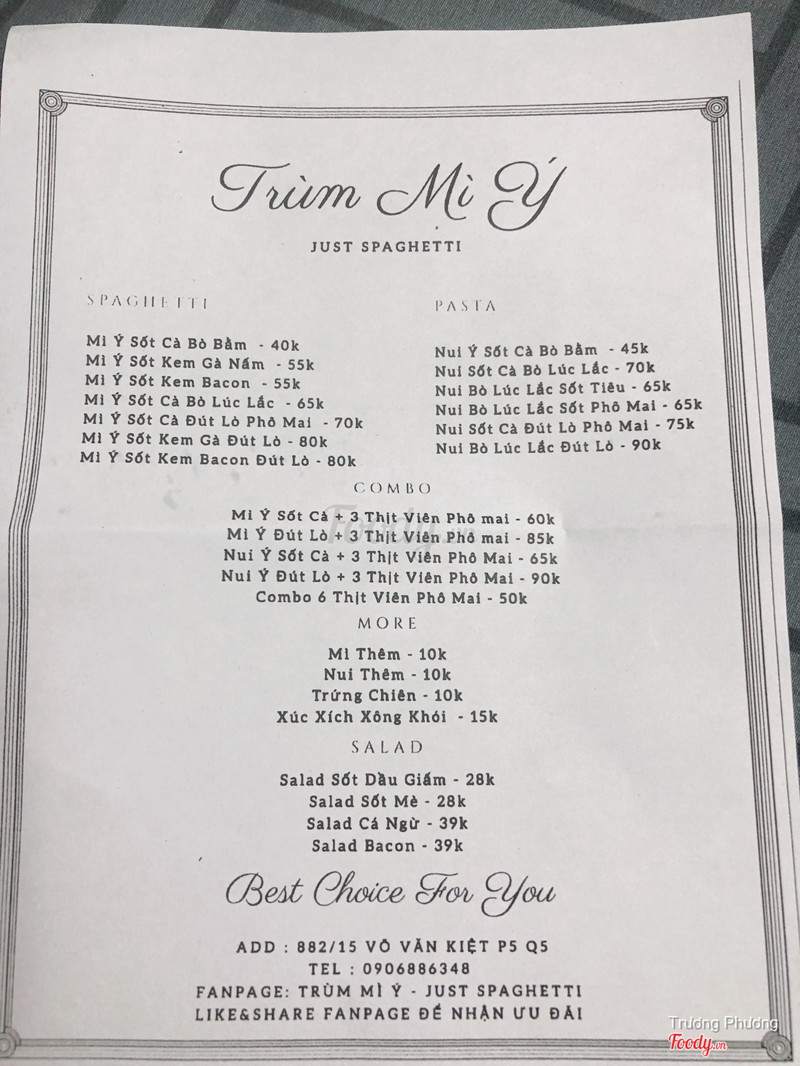 Trùm Mì Ý
JUST SPAGHETTI
SPAGHETTI
Mì Ý Sốt Cà Bò Bằm - 40k
Mì Ý Sốt Kem Gà Nấm - 55k
Mì Ý Sốt Kem Bacon - 55k
Mì Ý Sốt Cà Bò Lúc Lắc - 65k
Mì Ý Sốt Cà Đút Lò Phô Mai - 70k
Mì Ý Sốt Kem Gà Đút Lò - 80k
Mì Ý Sốt Kem Bacon Đút Lò - 80k
PASTA
Nui Ý Sốt Cà Bò Bằm - 45k
Nui Sốt Cà Bò Lúc Lắc - 70k
Nui Bò Lúc Lắc Sốt Tiêu - 65k
Nui Bò Lúc Lắc Sốt Phô Mai - 65k
Nui Sốt Cà Đút Lò Phô Mai - 75k
Nui Bò Lúc Lắc Đút Lò - 90k
COMBO
Mì Ý Sốt Cà + 3 Thịt Viên Phô mai - 60k
Mì Ý Đút Lò + 3 Thịt Viên Phô mai - 85k
Nui Ý Sốt Cà + 3 Thịt Viên Phô Mai - 65k
Nui Ý Đút Lò + 3 Thịt Viên Phô Mai - 90k
Combo 6 Thịt Viên Phô Mai - 50k
MORE
Mì Thêm - 10k
Nui Thêm - 10k
Trứng Chiên - 10k
Xúc Xích Xông Khói - 15k
SALAD
Salad Sốt Dầu Giấm - 28k
Salad Sốt Mè - 28k
Salad Cá Ngừ - 39k
Salad Bacon - 39k
Best Choice For You
ADD : 882/15 VÕ VĂN KIỆT P5 Q5
TEL : 0906886348
FANPAGE: TRÙM MÌ Ý - JUST SPAGHETTI
LIKE&SHARE FANPAGE ĐỂ NHẬN ƯU ĐÃI
Trương Phương
Foody.vn
Foody.vn